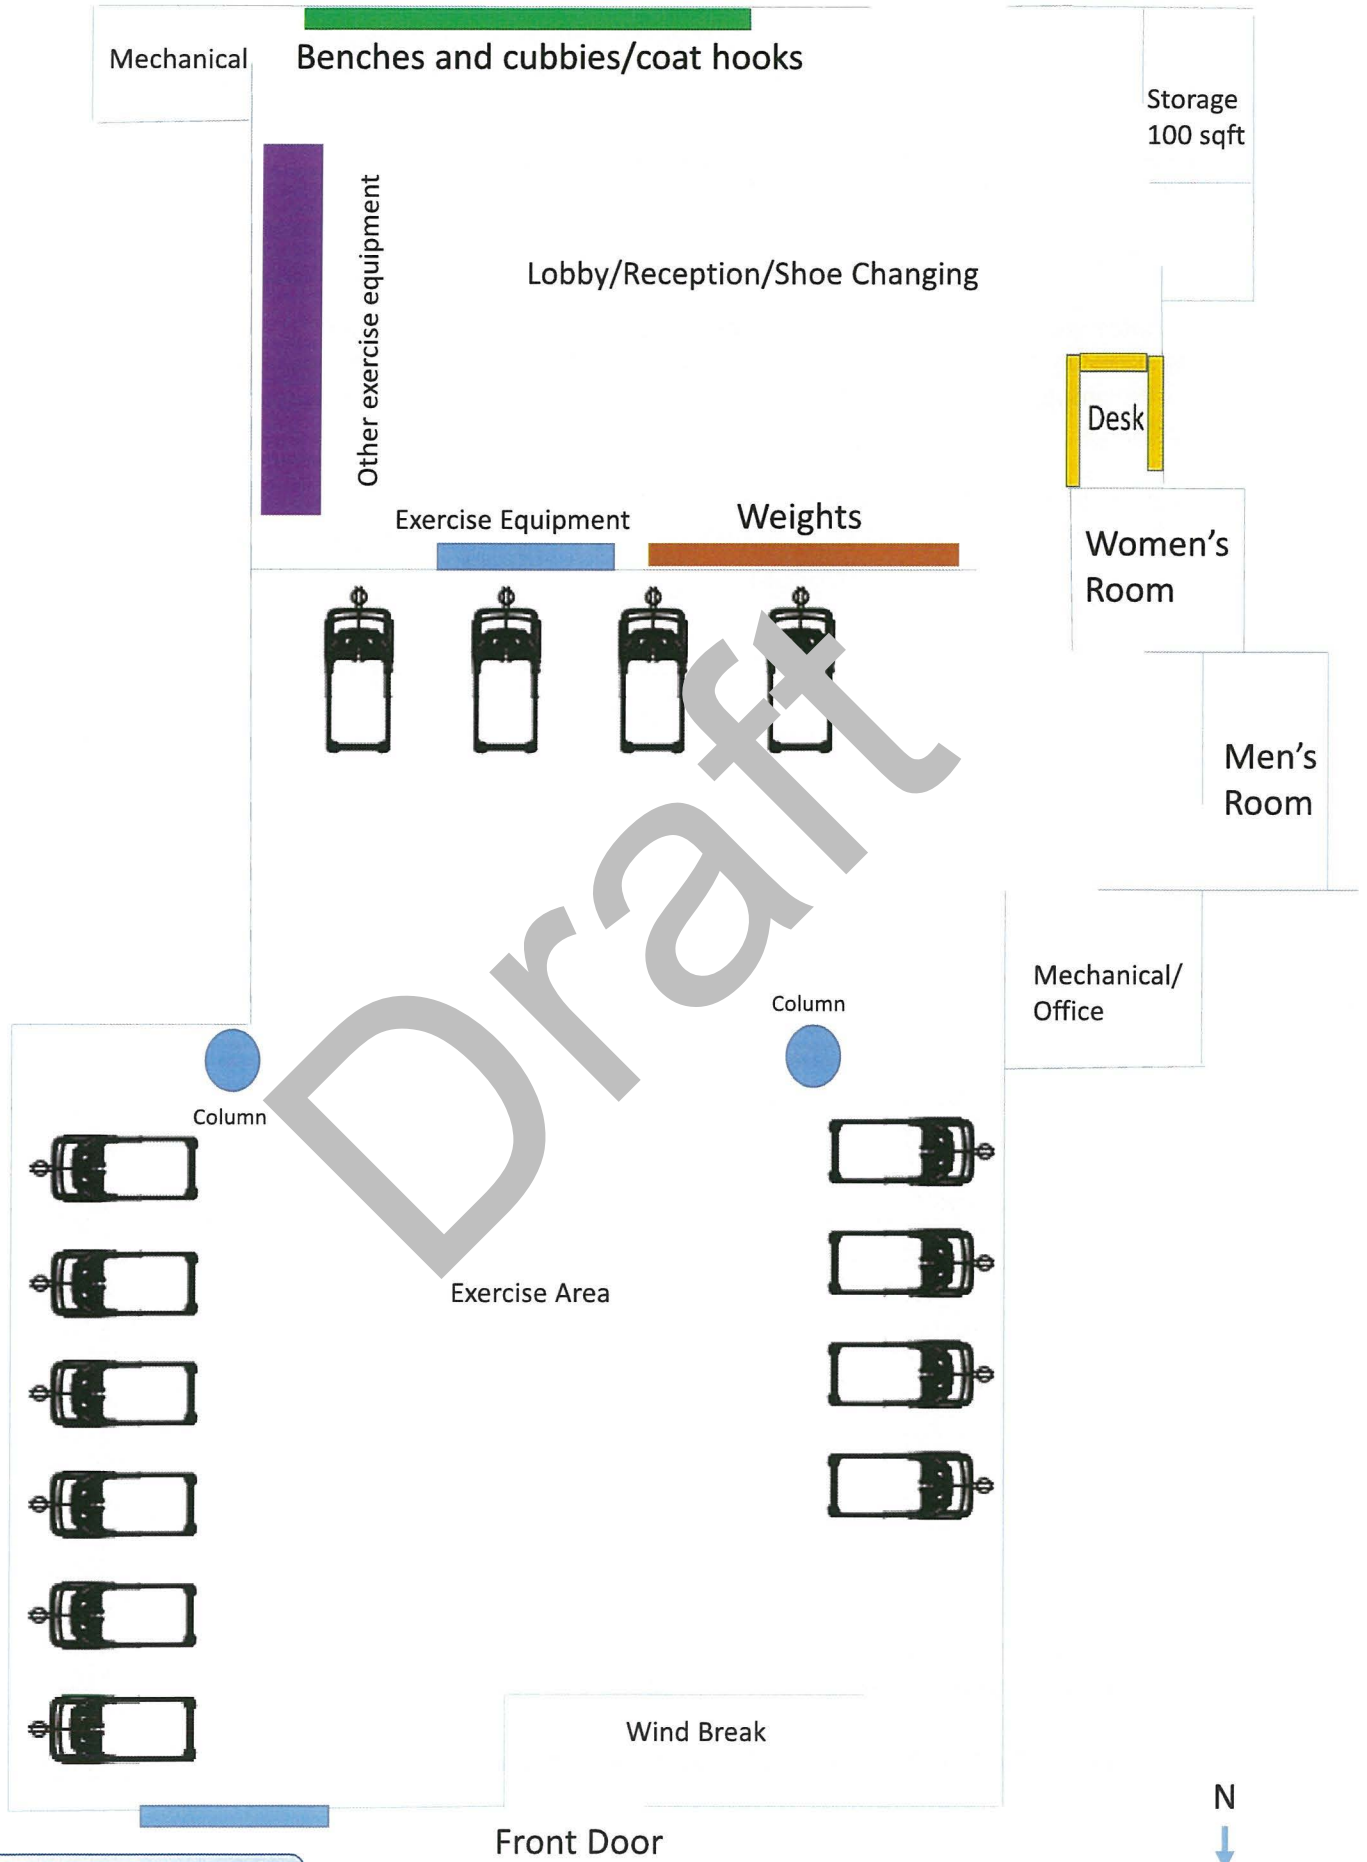 Mechanical
Benches and cubbies/coat hooks
Storage
100 sqft
Other exercise equipment
Lobby/Reception/Shoe Changing
Desk
Exercise Equipment
Weights
Women's
Room
Men's
Room
Draft
Mechanical/
Office
Column
Column
Exercise Area
Wind Break
N
Front Door